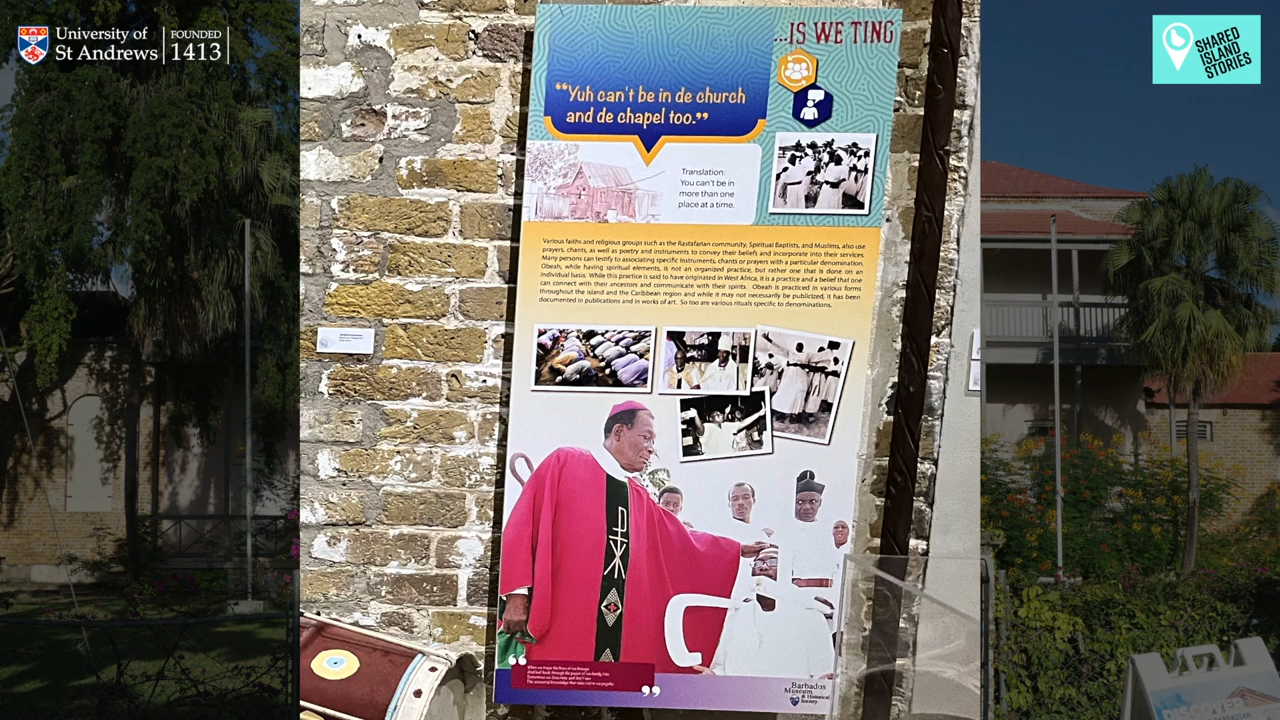 University of
St Andrews
FOUNDED
1413
SHARED
ISLAND
STORIES
...IS WE TING
“Yuh can't be in de church
and de chapel too.”
Translation:
You can't be in
more than one
place at a time.
Various faiths and religious groups such as the Rastafarian community, Spiritual Baptists, and Muslims, also use
prayers, chants, as well as poetry and instruments to convey their beliefs and incorporate into their services.
Many persons can testify to associating specific instruments, chants or prayers with a particular denomination.
Obeah, while having spiritual elements, is not an organized practice, but rather one that is done on an
individual basis. While this practice is said to have originated in West Africa, it is a practice and a belief that one
can connect with their ancestors and communicate with their spirits. Obeah is practiced in various forms
throughout the island and the Caribbean region and while it may not necessarily be publicized, it has been
documented in publications and in works of art. So too are various rituals specific to denominations.
Barbados
Museum
& Historical
Society
DISCOVER